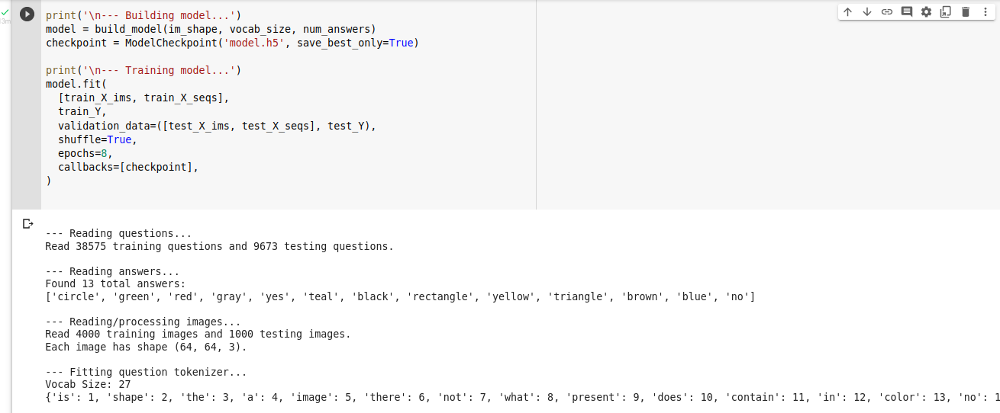 print('\n--- Building model...')
model = build_model(im_shape, vocab_size, num_answers)
checkpoint = ModelCheckpoint('model.h5', save_best_only=True)

print('\n--- Training model...')
model.fit(
  [train_X_ims, train_X_seqs],
  train_Y,
  validation_data=([test_X_ims, test_X_seqs], test_Y),
  shuffle=True,
  epochs=8,
  callbacks=[checkpoint],
)
--- Reading questions...
Read 38575 training questions and 9673 testing questions.

--- Reading answers...
Found 13 total answers:
['circle', 'green', 'red', 'gray', 'yes', 'teal', 'black', 'rectangle', 'yellow', 'triangle', 'brown', 'blue', 'no']

--- Reading/processing images...
Read 4000 training images and 1000 testing images.
Each image has shape (64, 64, 3).

--- Fitting question tokenizer...
Vocab Size: 27
{'is': 1, 'shape': 2, 'the': 3, 'a': 4, 'image': 5, 'there': 6, 'not': 7, 'what': 8, 'present': 9, 'does': 10, 'contain': 11, 'in': 12, 'color': 13, 'no': 1